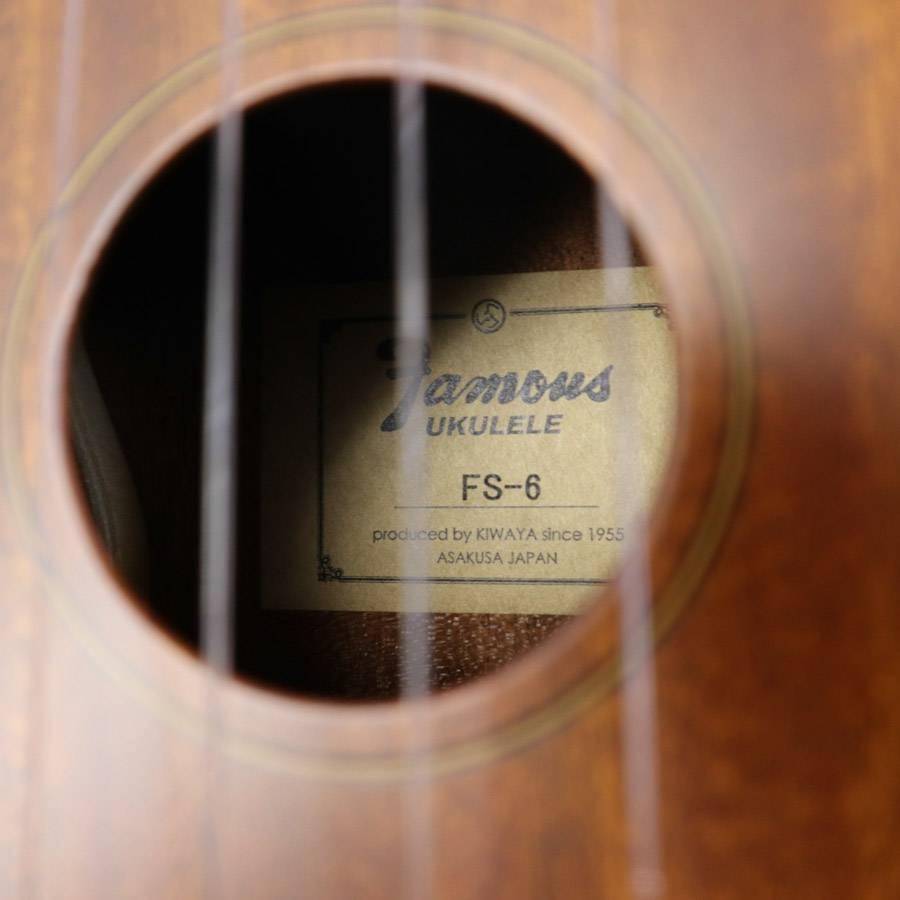 Famous
UKULELE
FS-6
produced by KIWAYA since 1955
ASAKUSA JAPAN